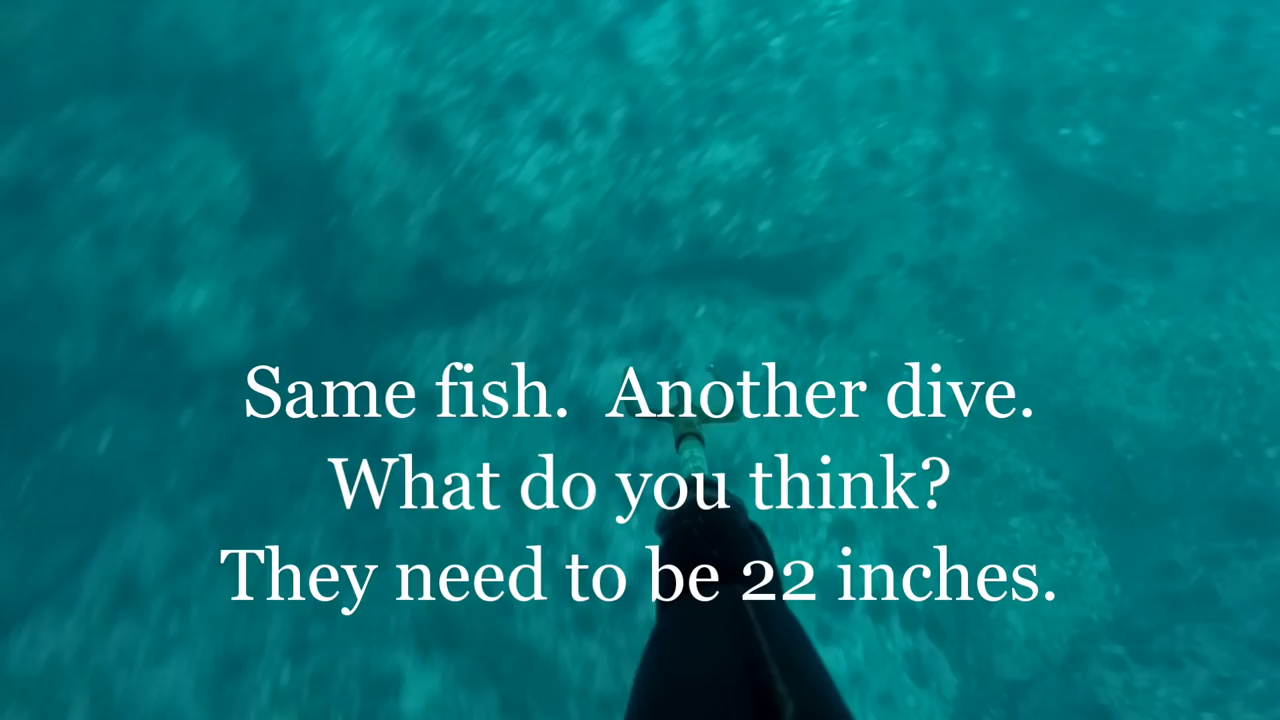 Same fish.  Another dive.
What do you think?
They need to be 22 inches.